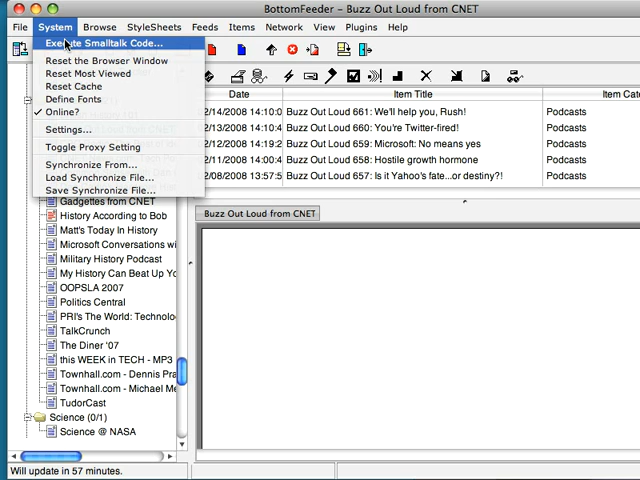 BottomFeeder – Buzz Out Loud from CNET
File System Browse StyleSheets Feeds Items Network View Plugins Help
Execute Smalltalk Code...
Reset the Browser Window
Reset Most Viewed
Reset Cache
Define Fonts
Online?
Settings...
Toggle Proxy Setting
Synchronize From...
Load Synchronize File...
Save Synchronize File...
Date Item Title Item Cate
2/14/2008 14:10:0 Buzz Out Loud 661: We'll help you, Rush! Podcasts
2/13/2008 14:10:0 Buzz Out Loud 660: You're Twitter-fired! Podcasts
2/12/2008 14:19:2 Buzz Out Loud 659: Microsoft: No means yes Podcasts
2/11/2008 14:00:4 Buzz Out Loud 658: Hostile growth hormone Podcasts
2/08/2008 13:57:5 Buzz Out Loud 657: Is it Yahoo's fate...or destiny?! Podcasts
Gadgettes from CNET
History According to Bob
Matt's Today In History
Microsoft Conversations wi
Military History Podcast
My History Can Beat Up Yo
OOPSLA 2007
Politics Central
PRI's The World: Technolo
TalkCrunch
The Diner '07
this WEEK in TECH - MP3
Townhall.com - Dennis Pra
Townhall.com - Michael Me
TudorCast
Science (0/1)
Science @ NASA
Buzz Out Loud from CNET
Will update in 57 minutes.